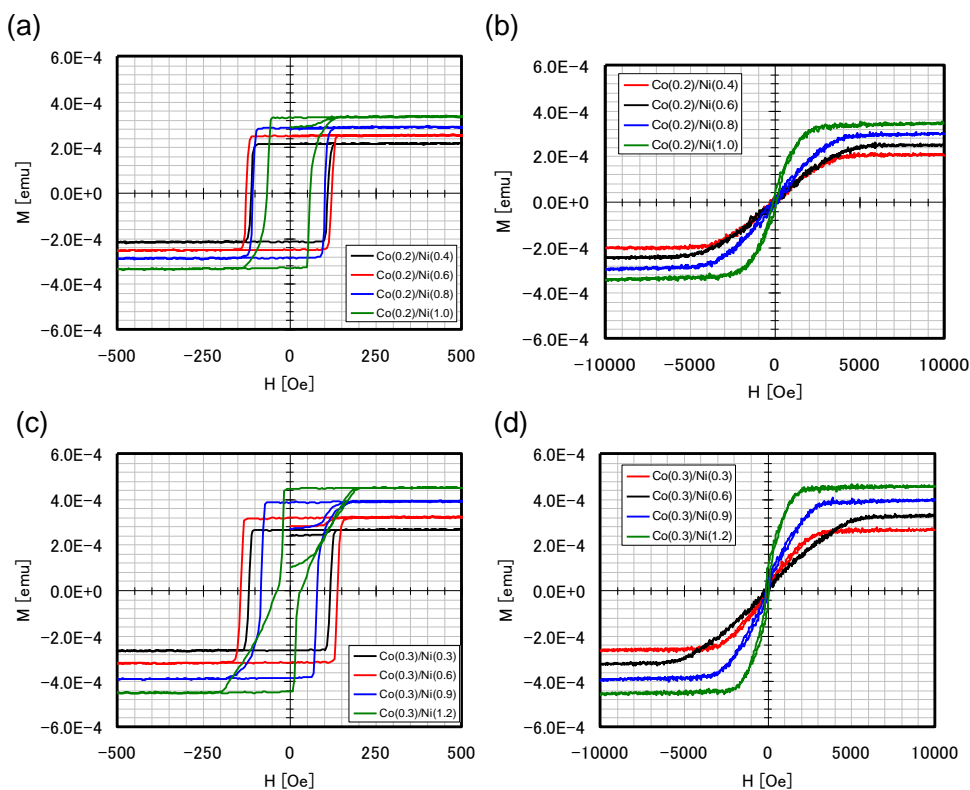 (a)
6.0E-4
4.0E-4
2.0E-4
0.0E+0
-2.0E-4
-4.0E-4
-6.0E-4
M [emu]
Co(0.2)/Ni(0.4)
Co(0.2)/Ni(0.6)
Co(0.2)/Ni(0.8)
Co(0.2)/Ni(1.0)
-500
-250
0
250
500
H [Oe]
(b)
6.0E-4
4.0E-4
2.0E-4
0.0E+0
-2.0E-4
-4.0E-4
-6.0E-4
M [emu]
Co(0.2)/Ni(0.4)
Co(0.2)/Ni(0.6)
Co(0.2)/Ni(0.8)
Co(0.2)/Ni(1.0)
-10000
-5000
0
5000
10000
H [Oe]
(c)
6.0E-4
4.0E-4
2.0E-4
0.0E+0
-2.0E-4
-4.0E-4
-6.0E-4
M [emu]
Co(0.3)/Ni(0.3)
Co(0.3)/Ni(0.6)
Co(0.3)/Ni(0.9)
Co(0.3)/Ni(1.2)
-500
-250
0
250
500
H [Oe]
(d)
6.0E-4
4.0E-4
2.0E-4
0.0E+0
-2.0E-4
-4.0E-4
-6.0E-4
M [emu]
Co(0.3)/Ni(0.3)
Co(0.3)/Ni(0.6)
Co(0.3)/Ni(0.9)
Co(0.3)/Ni(1.2)
-10000
-5000
0
5000
10000
H [Oe]